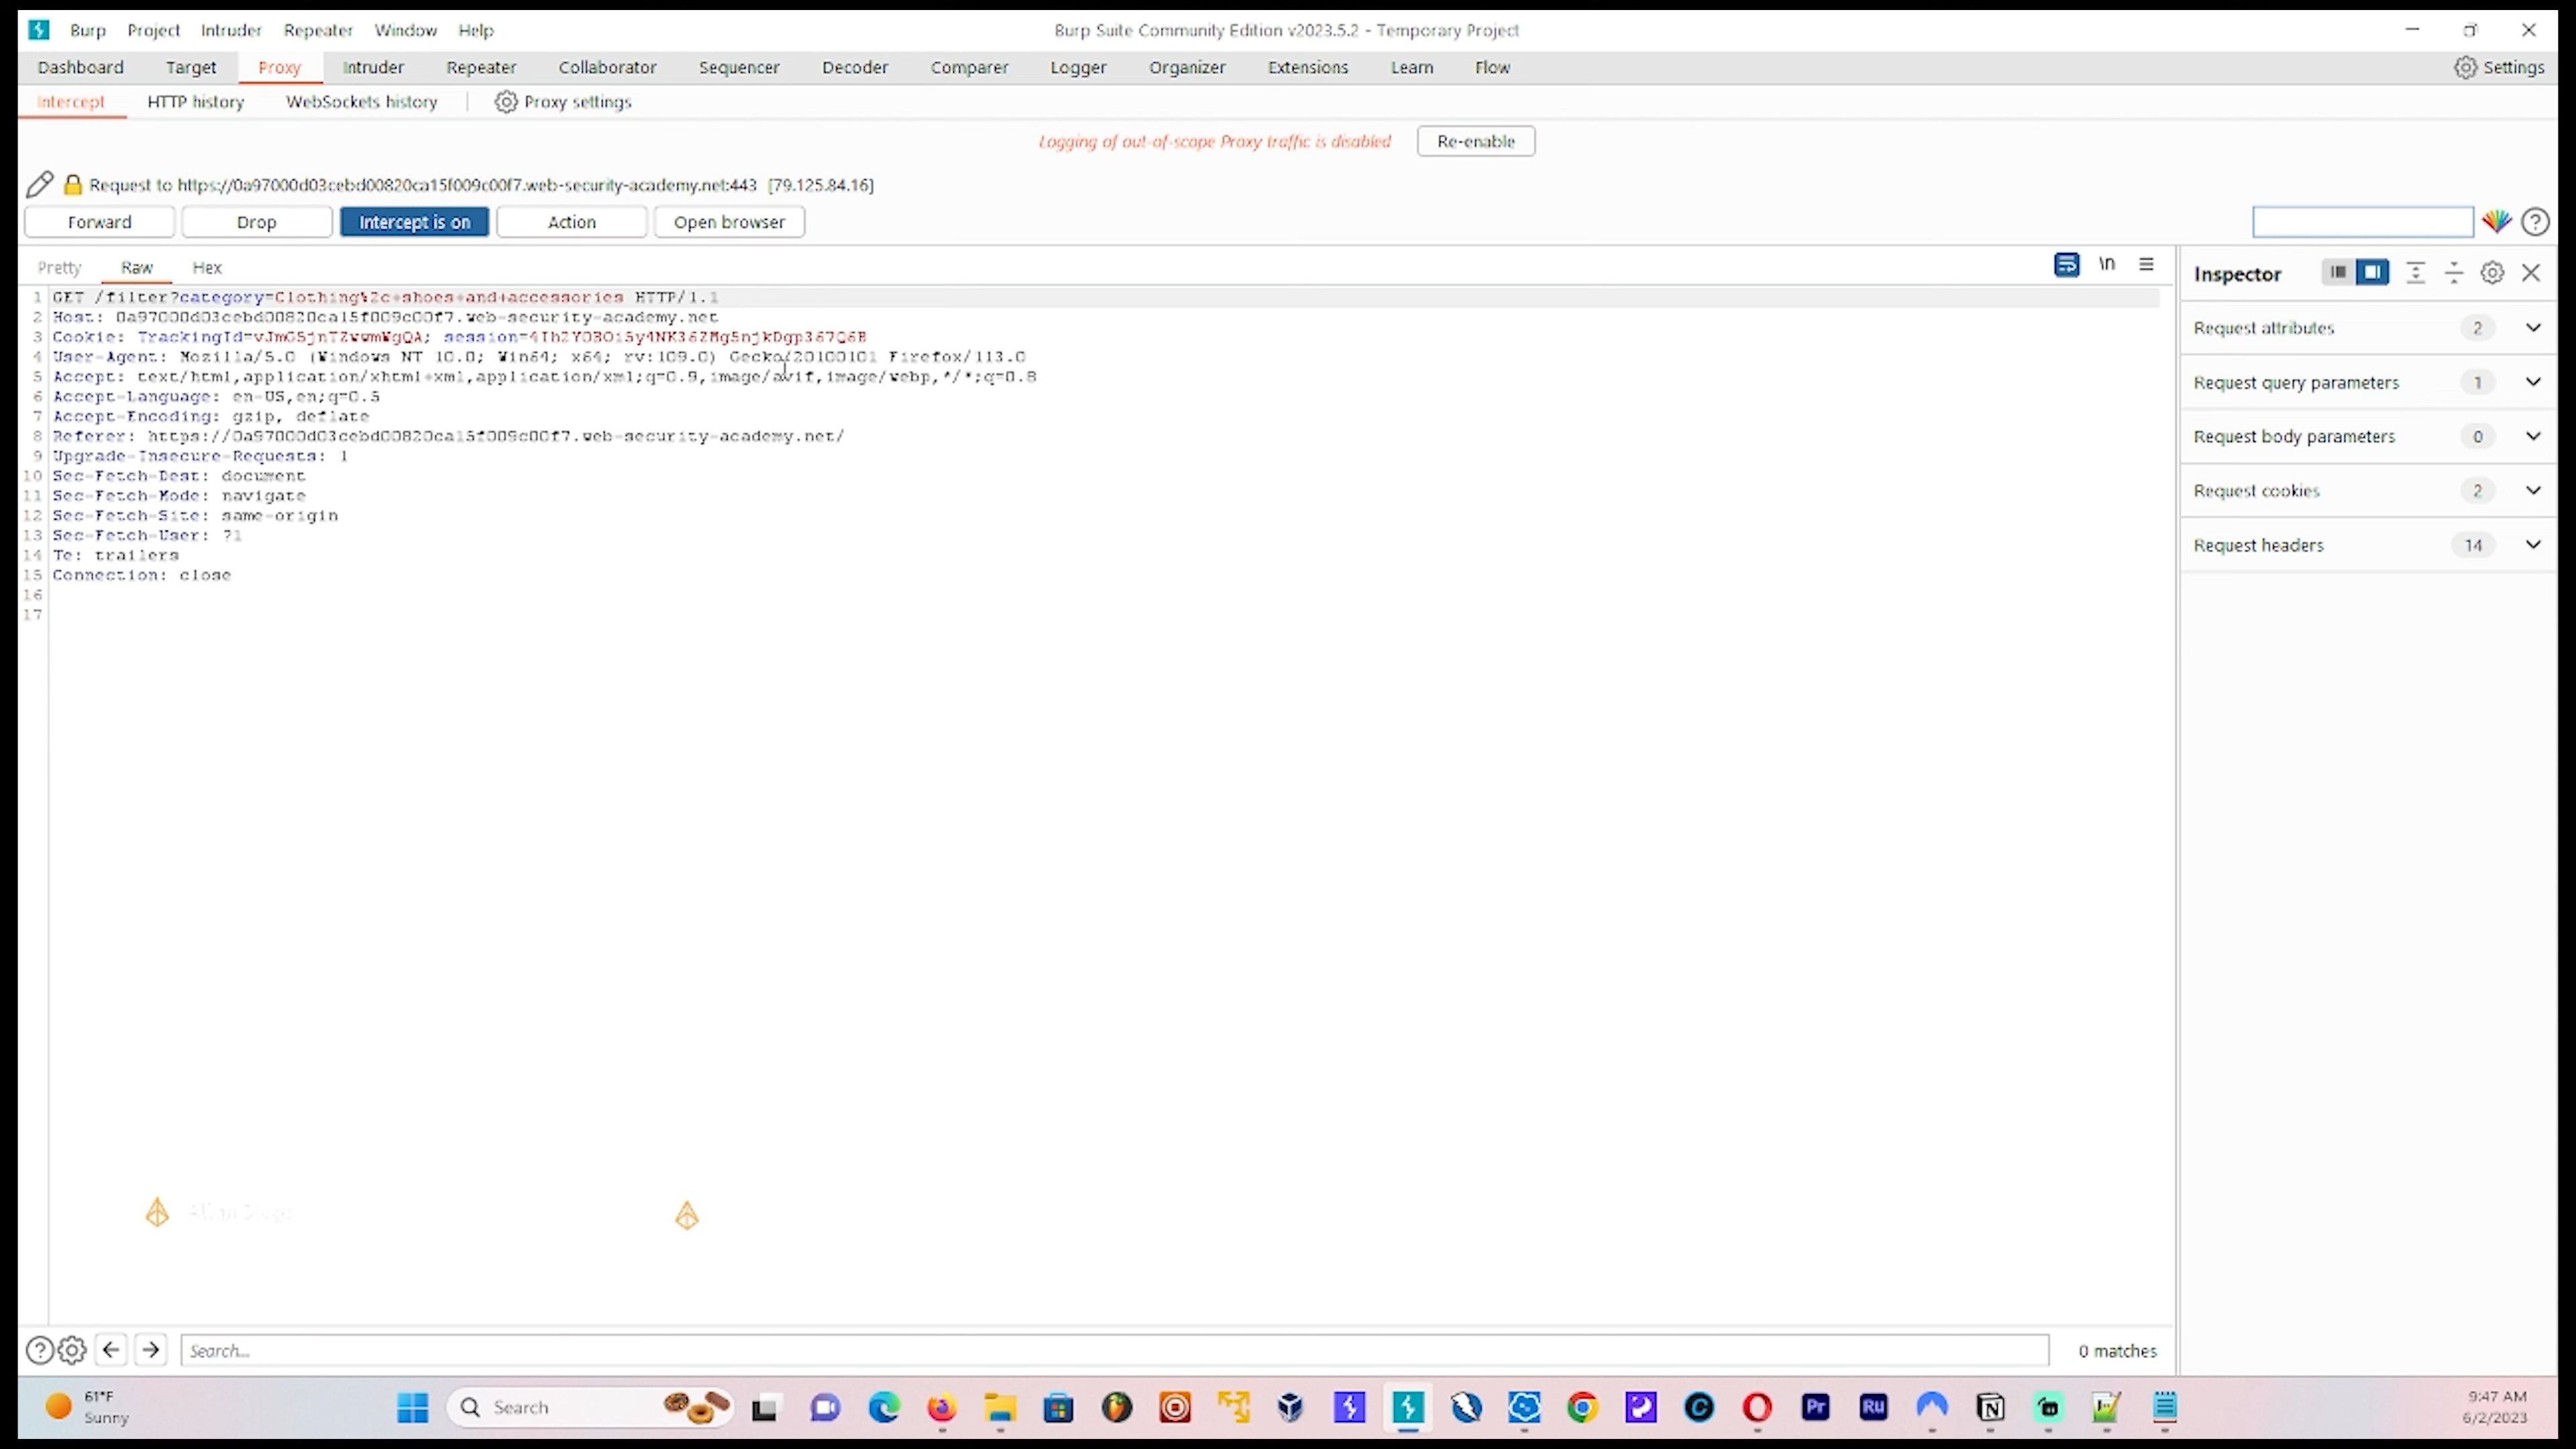 Burp Project Intruder Repeater Window Help
Burp Suite Community Edition v2023.5.2 - Temporary Project
Dashboard Target Proxy Intruder Repeater Collaborator Sequencer Decoder Comparer Logger Organizer Extensions Learn Flow Settings
Intercept HTTP history WebSockets history Proxy settings
Logging of out-of-scope Proxy traffic is disabled Re-enable
Request to https://0a97000d03cebd00820ca15f009c00f7.web-security-academy.net:443 [79.125.84.16]
Forward Drop Intercept is on Action Open browser
Pretty Raw Hex \n
1 GET /filter?category=Clothing%2c+shoes+and+accessories HTTP/1.1
2 Host: 0a97000d03cebd00820ca15f009c00f7.web-security-academy.net
3 Cookie: TrackingId= session=
4 User-Agent: Mozilla/5.0 (Windows NT 10.0; Win64; x64; rv:109.0) Gecko/20100101 Firefox/113.0
5 Accept: text/html,application/xhtml+xml,application/xml;q=0.9,image/avif,image/webp,*/*;q=0.8
6 Accept-Language: en-US,en;q=0.5
7 Accept-Encoding: gzip, deflate
8 Referer: https://0a97000d03cebd00820ca15f009c00f7.web-security-academy.net/
9 Upgrade-Insecure-Requests: 1
10 Sec-Fetch-Dest: document
11 Sec-Fetch-Mode: navigate
12 Sec-Fetch-Site: same-origin
13 Sec-Fetch-User: ?1
14 Te: trailers
15 Connection: close
16
17
Inspector
Request attributes 2
Request query parameters 1
Request body parameters 0
Request cookies 2
Request headers 14
Search... 0 matches
61°F
Sunny
Search
Pr Ru
9:47 AM
6/2/2023